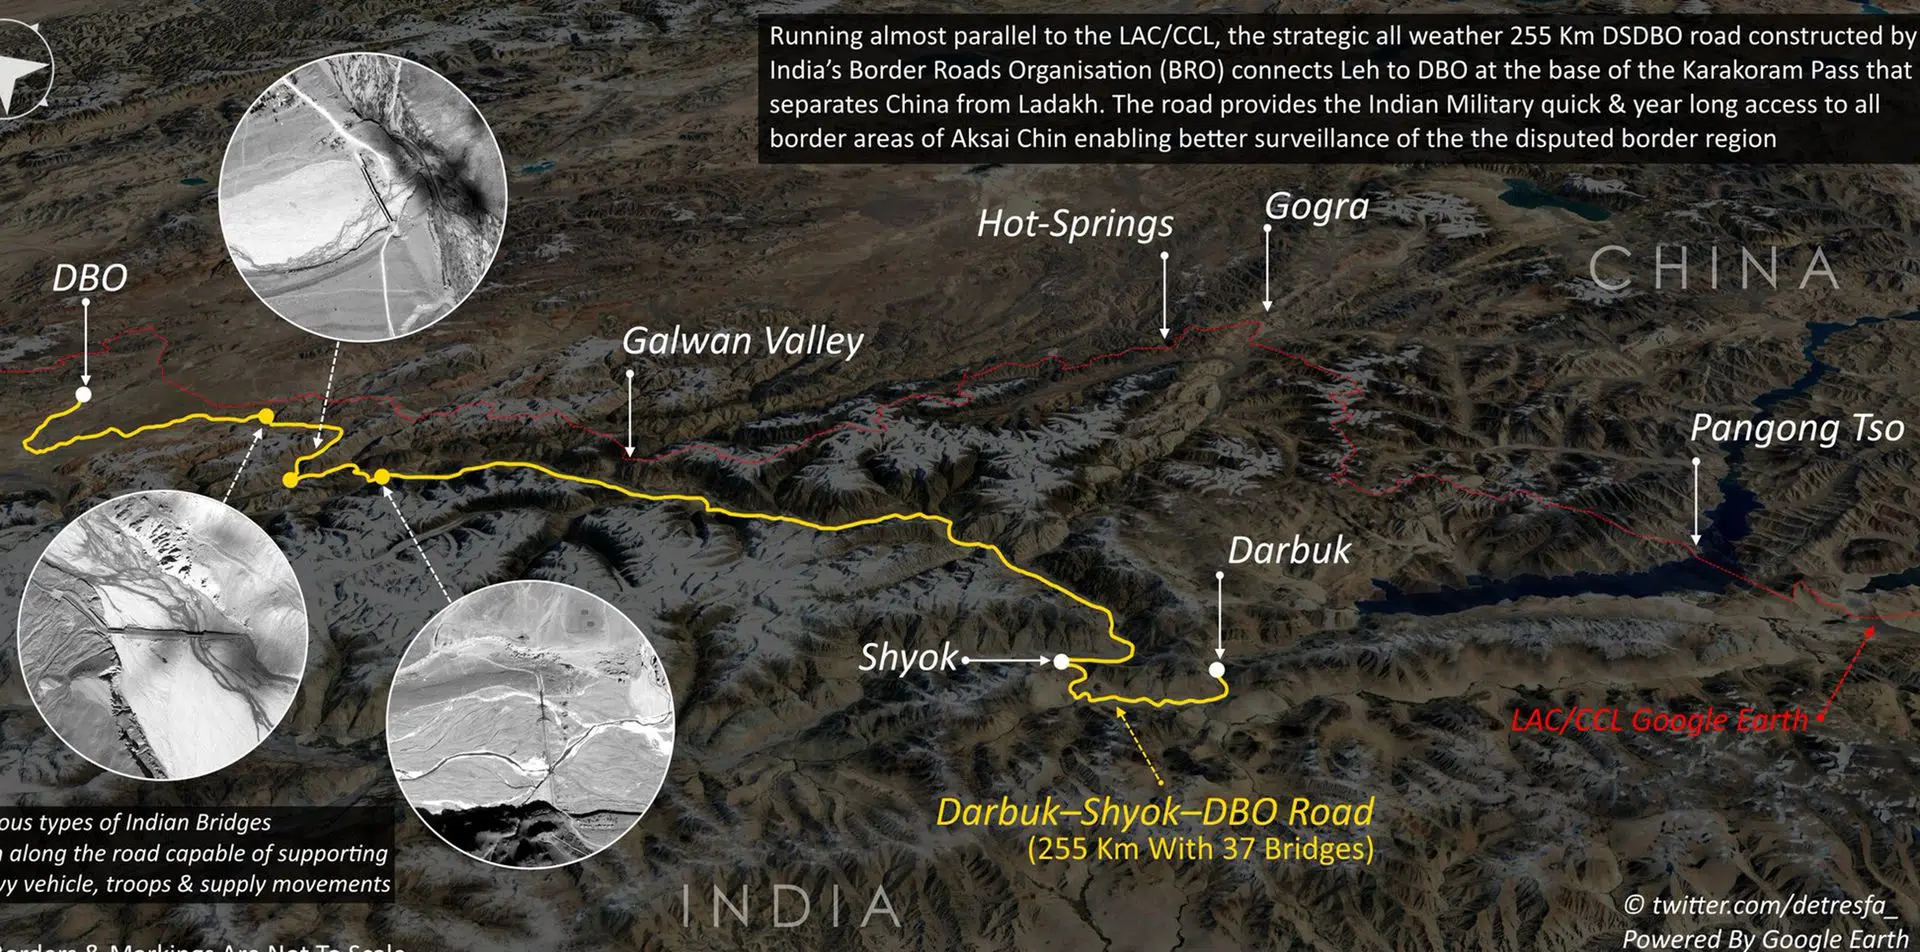 Running almost parallel to the LAC/CCL, the strategic all weather 255 Km DSDBO road constructed by
India's Border Roads Organisation (BRO) connects Leh to DBO at the base of the Karakoram Pass that
separates China from Ladakh. The road provides the Indian Military quick & year long access to all
border areas of Aksai Chin enabling better surveillance of the the disputed border region
Gogra
Hot-Springs
CHINA
DBO
Galwan Valley
Pangong Tso
Darbuk
Shyok
LAC/CCL Google Earth
Darbuk–Shyok–DBO Road
(255 Km With 37 Bridges)
ous types of Indian Bridges
along the road capable of supporting
vy vehicle, troops & supply movements
INDIA
© twitter.com/detresfa_
Powered By Google Earth
Borders & Markings Are Not To Scale